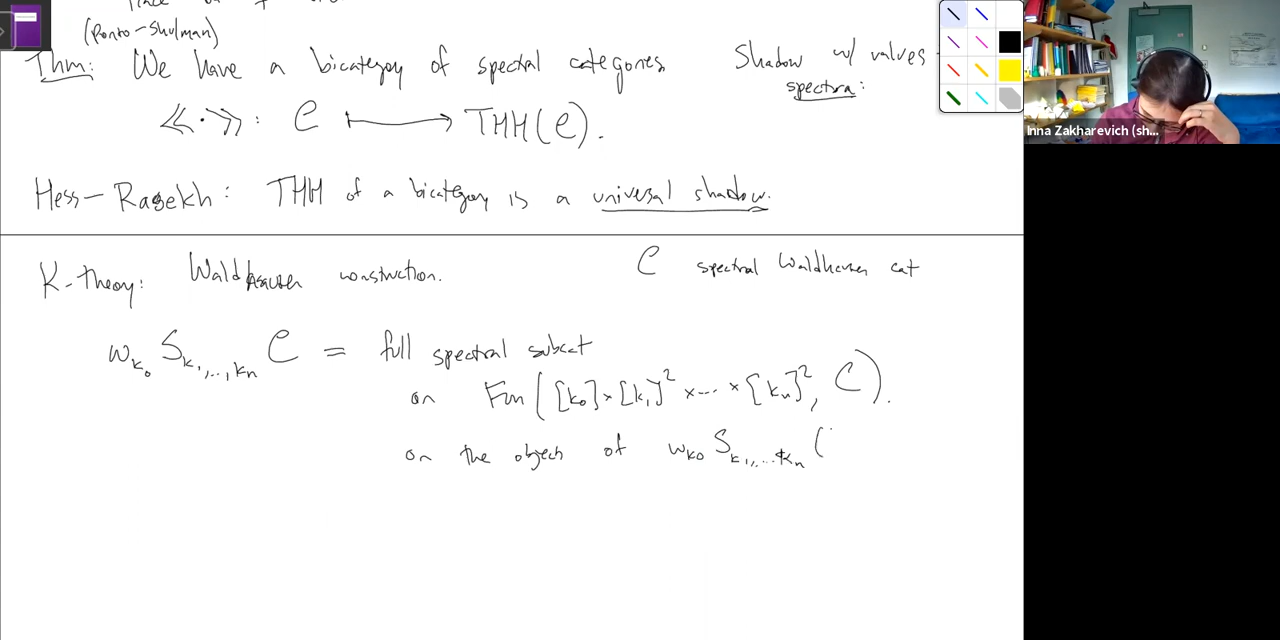 (Ponto-Shulman)
Thm: We have a bicategory of spectral categories
Shadow w/ values
spectra:
≪·≫: C ⟼ THH(C).
Hess-Rasekh: THH of a bicategory is a universal shadow.
K-theory: Waldhausen construction.
C spectral Waldhausen cat
w_{k_0} S_{k_1,...,k_n} C = full spectral subcat
on Fun([k_0]×[k_1]^2×···×[k_n]^2, C).
on the objects of w_{k_0} S_{k_1,...,k_n} (
Inna Zakharevich (sh...